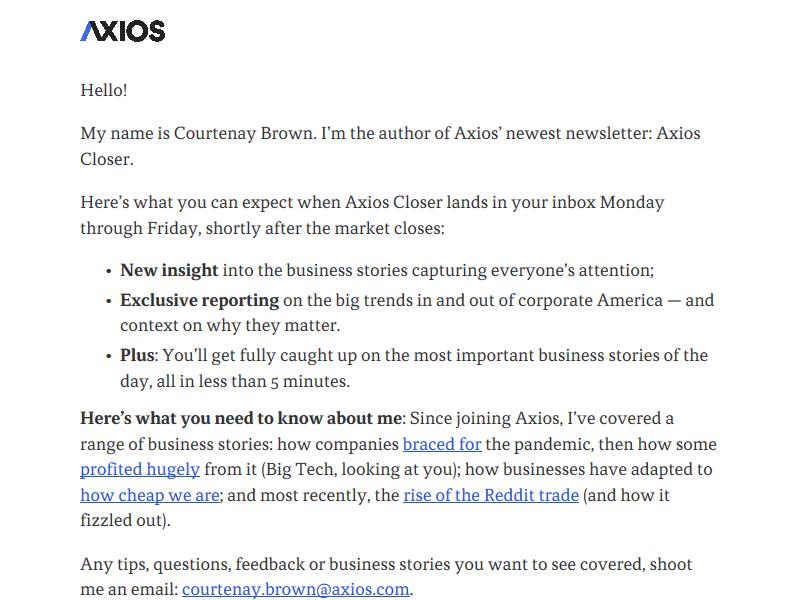 AXIOS
Hello!
My name is Courtenay Brown. I’m the author of Axios’ newest newsletter: Axios
Closer.
Here’s what you can expect when Axios Closer lands in your inbox Monday
through Friday, shortly after the market closes:
• New insight into the business stories capturing everyone’s attention;
• Exclusive reporting on the big trends in and out of corporate America — and
context on why they matter.
• Plus: You’ll get fully caught up on the most important business stories of the
day, all in less than 5 minutes.
Here’s what you need to know about me: Since joining Axios, I’ve covered a
range of business stories: how companies braced for the pandemic, then how some
profited hugely from it (Big Tech, looking at you); how businesses have adapted to
how cheap we are; and most recently, the rise of the Reddit trade (and how it
fizzled out).
Any tips, questions, feedback or business stories you want to see covered, shoot
me an email: courtenay.brown@axios.com.